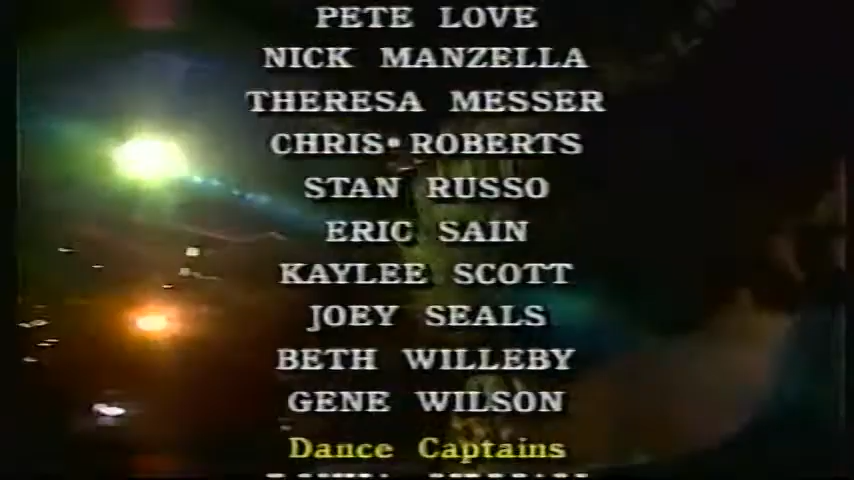 PETE LOVE
NICK MANZELLA
THERESA MESSER
CHRIS ROBERTS
STAN RUSSO
ERIC SAIN
KAYLEE SCOTT
JOEY SEALS
BETH WILLEBY
GENE WILSON
Dance Captains